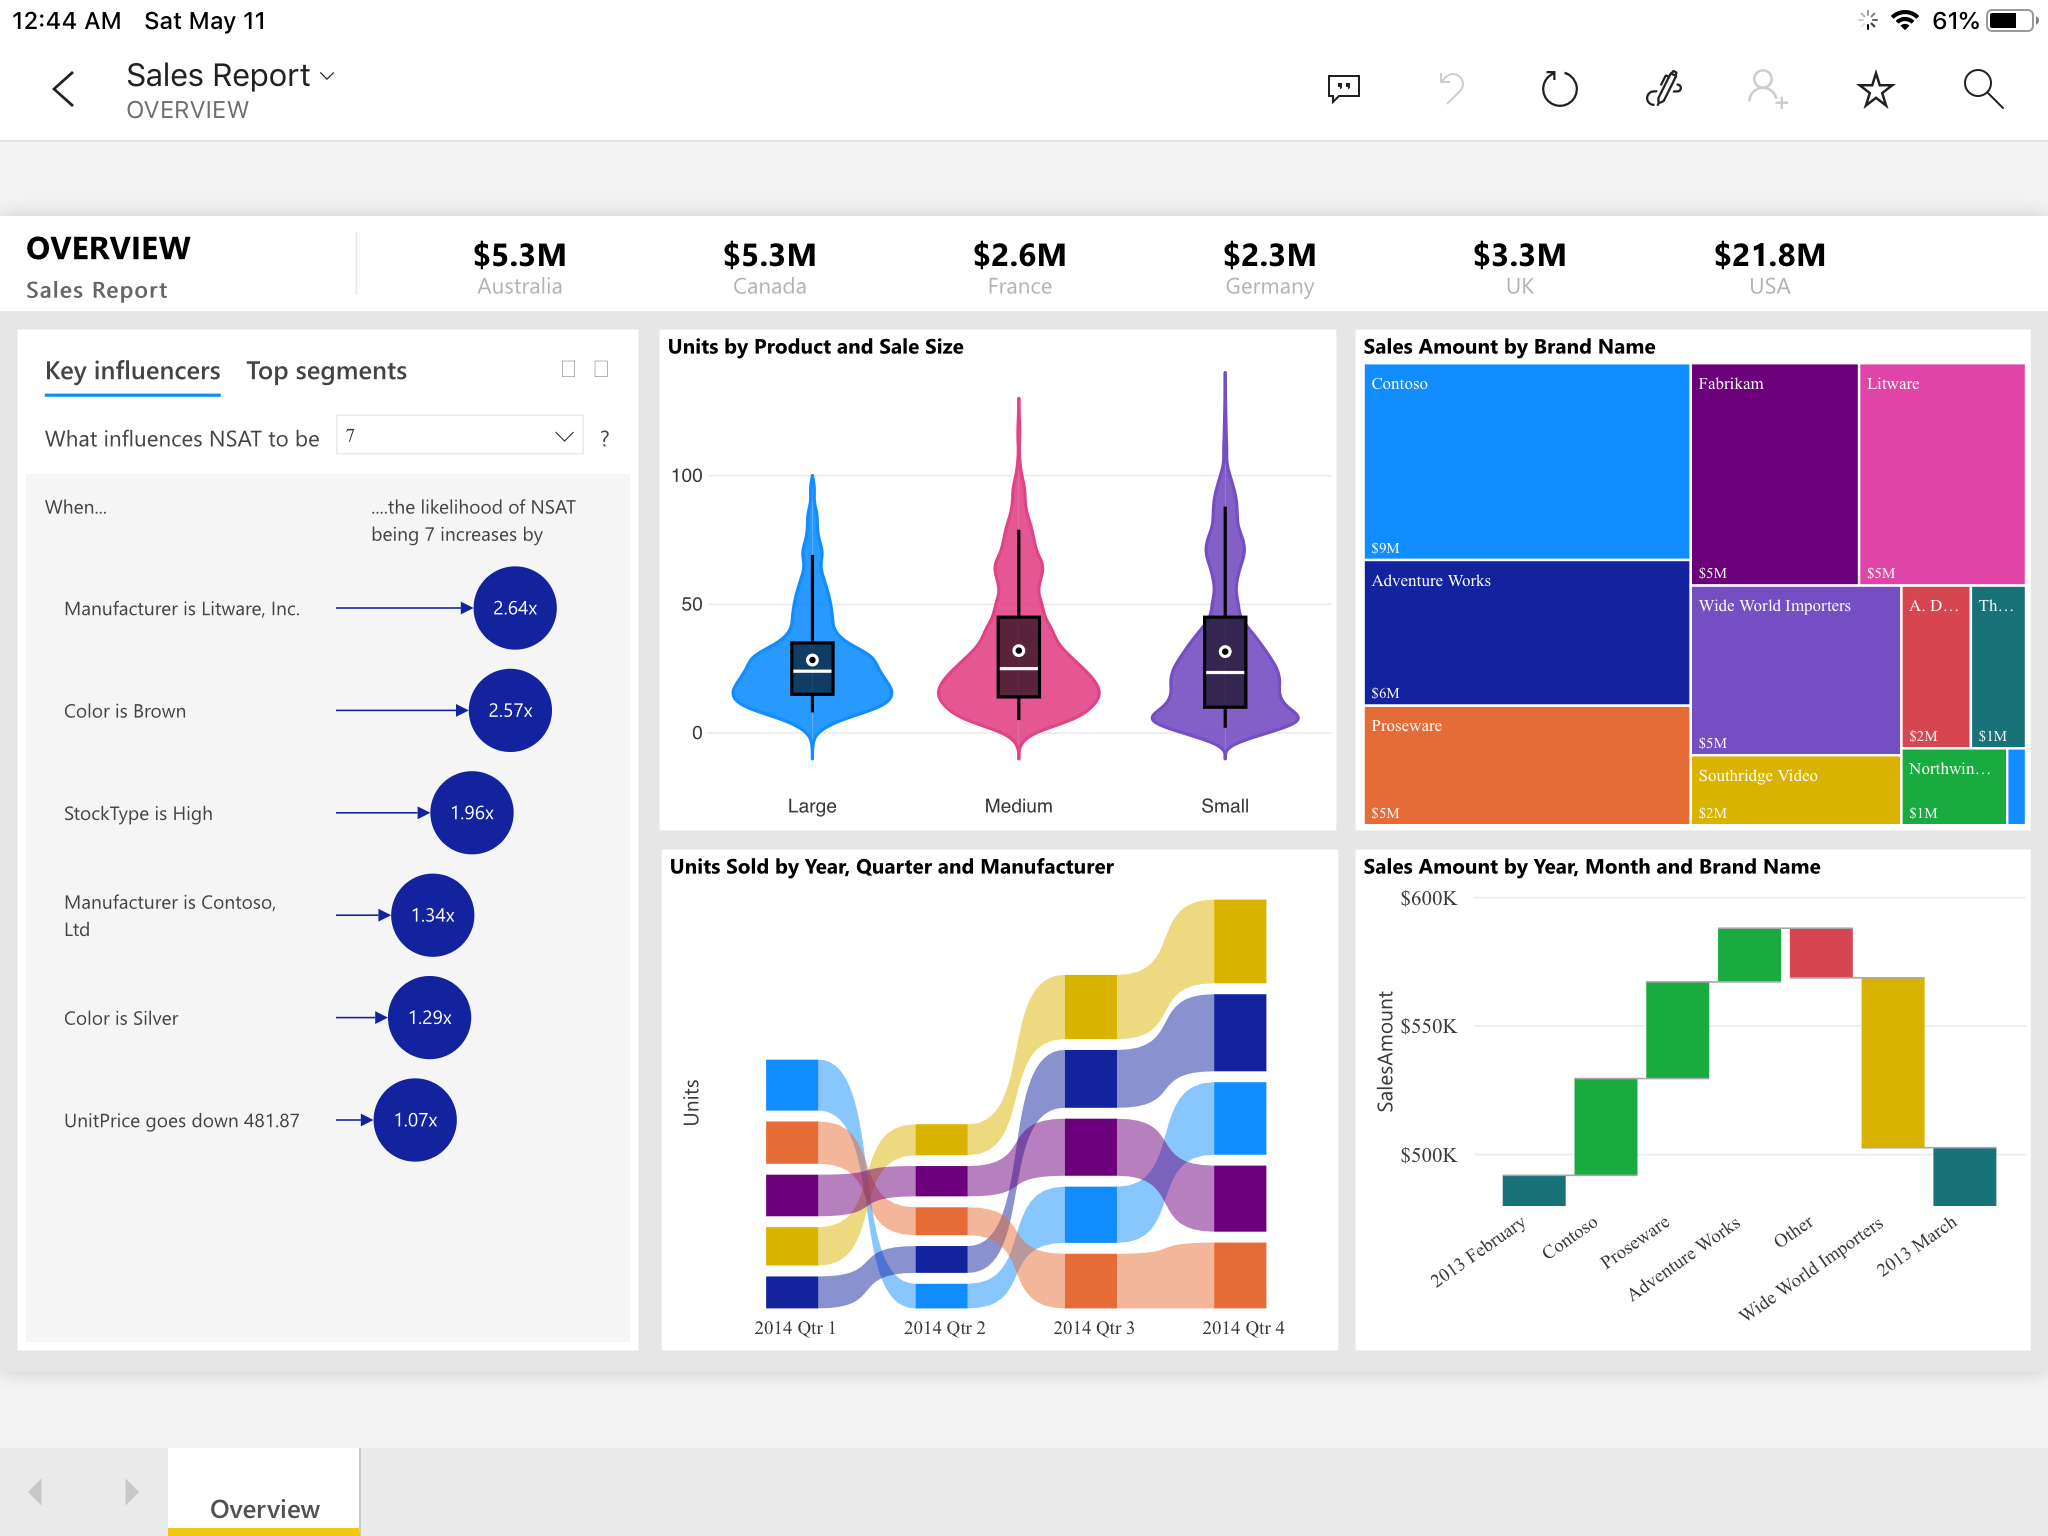 12:44 AM Sat May 11
61%
Sales Report
OVERVIEW
OVERVIEW
Sales Report
$5.3M
Australia
$5.3M
Canada
$2.6M
France
$2.3M
Germany
$3.3M
UK
$21.8M
USA
Key influencers Top segments
What influences NSAT to be 7 ?
When...
....the likelihood of NSAT
being 7 increases by
Manufacturer is Litware, Inc. 2.64x
Color is Brown 2.57x
StockType is High 1.96x
Manufacturer is Contoso,
Ltd
1.34x
Color is Silver 1.29x
UnitPrice goes down 481.87 1.07x
Units by Product and Sale Size
100
50
0
Large Medium Small
Sales Amount by Brand Name
Contoso
$9M
Adventure Works
$6M
Proseware
$5M
Fabrikam
$5M
Litware
$5M
Wide World Importers
$5M
A. D...
$2M
Th...
$1M
Southridge Video
$2M
Northwin...
$1M
Units Sold by Year, Quarter and Manufacturer
Units
2014 Qtr 1 2014 Qtr 2 2014 Qtr 3 2014 Qtr 4
Sales Amount by Year, Month and Brand Name
SalesAmount
$600K
$550K
$500K
2013 February
Contoso
Proseware
Adventure Works
Other
Wide World Importers
2013 March
Overview